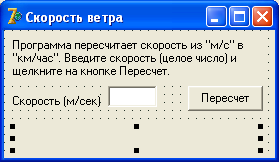 Скорость ветра
Программа пересчитает скорость из "м/с" в
"км/час". Введите скорость (целое число) и
щелкните на кнопке Пересчет.
Скорость (м/сек)
Пересчет